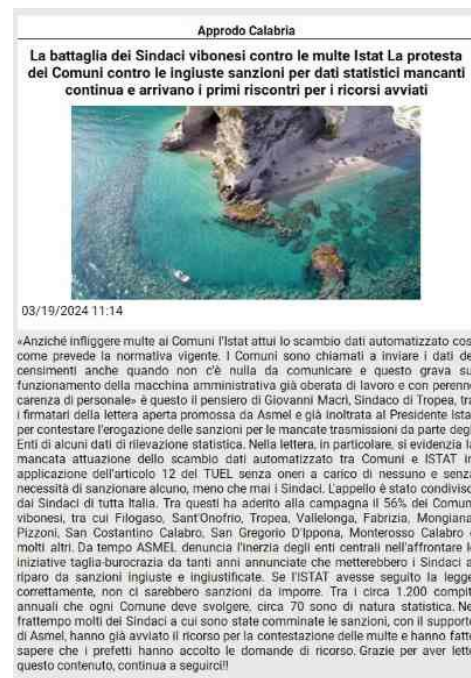 Approdo Calabria
La battaglia dei Sindaci vibonesi contro le multe Istat La protesta
dei Comuni contro le ingiuste sanzioni per dati statistici mancanti
continua e arrivano i primi riscontri per i ricorsi avviati
03/19/2024 11:14
«Anziché infliggere multe ai Comuni l'Istat attui lo scambio dati automatizzato cos
come prevede la normativa vigente. I Comuni sono chiamati a inviare i dati de
censimenti anche quando non c'è nulla da comunicare e questo grava su
funzionamento della macchina amministrativa già oberata di lavoro e con perenne
carenza di personale» è questo il pensiero di Giovanni Macrì, Sindaco di Tropea, tra
i firmatari della lettera aperta promossa da Asmel e già inoltrata al Presidente Istat
per contestare l'erogazione delle sanzioni per le mancate trasmissioni da parte degl
Enti di alcuni dati di rilevazione statistica. Nella lettera, in particolare, si evidenzia la
mancata attuazione dello scambio dati automatizzato tra Comuni e ISTAT in
applicazione dell'articolo 12 del TUEL senza oneri a carico di nessuno e senza
necessità di sanzionare alcuno, meno che mai i Sindaci. L'appello è stato condiviso
dai Sindaci di tutta Italia. Tra questi ha aderito alla campagna il 56% dei Comun
vibonesi, tra cui Filogaso, Sant'Onofrio, Tropea, Vallelonga, Fabrizia, Mongiana
Pizzoni, San Costantino Calabro, San Gregorio D'Ippona, Monterosso Calabro e
molti altri. Da tempo ASMEL denuncia l'inerzia degli enti centrali nell'affrontare le
iniziative taglia-burocrazia da tanti anni annunciate che metterebbero i Sindaci a
riparo da sanzioni ingiuste e ingiustificate. Se l'ISTAT avesse seguito la legge
correttamente, non ci sarebbero sanzioni da imporre. Tra i circa 1.200 compit
annuali che ogni Comune deve svolgere, circa 70 sono di natura statistica. Ne
frattempo molti dei Sindaci a cui sono state comminate le sanzioni, con il supporto
di Asmel, hanno già avviato il ricorso per la contestazione delle multe e hanno fatto
sapere che i prefetti hanno accolto le domande di ricorso. Grazie per aver letto
questo contenuto, continua a seguirci!!